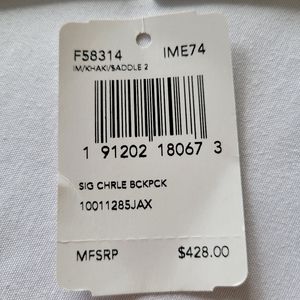 F58314 IME74
IM/KHAKI/SADDLE 2
1 91202 18067 3
SIG CHRLE BCKPCK
10011285JAX
MFSRP $428.00